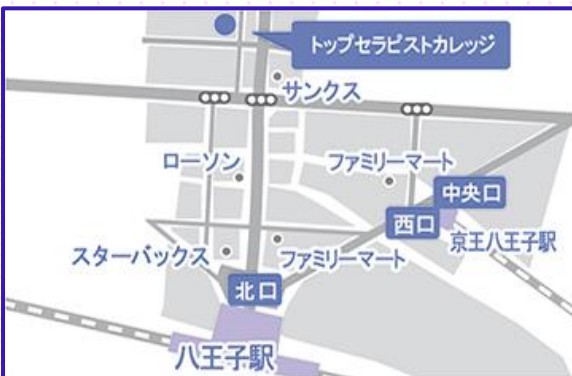 トップセラピストカレッジ
サンクス
ローソン
ファミリーマート
中央口
西口
京王八王子駅
スターバックス
ファミリーマート
北口
八王子駅